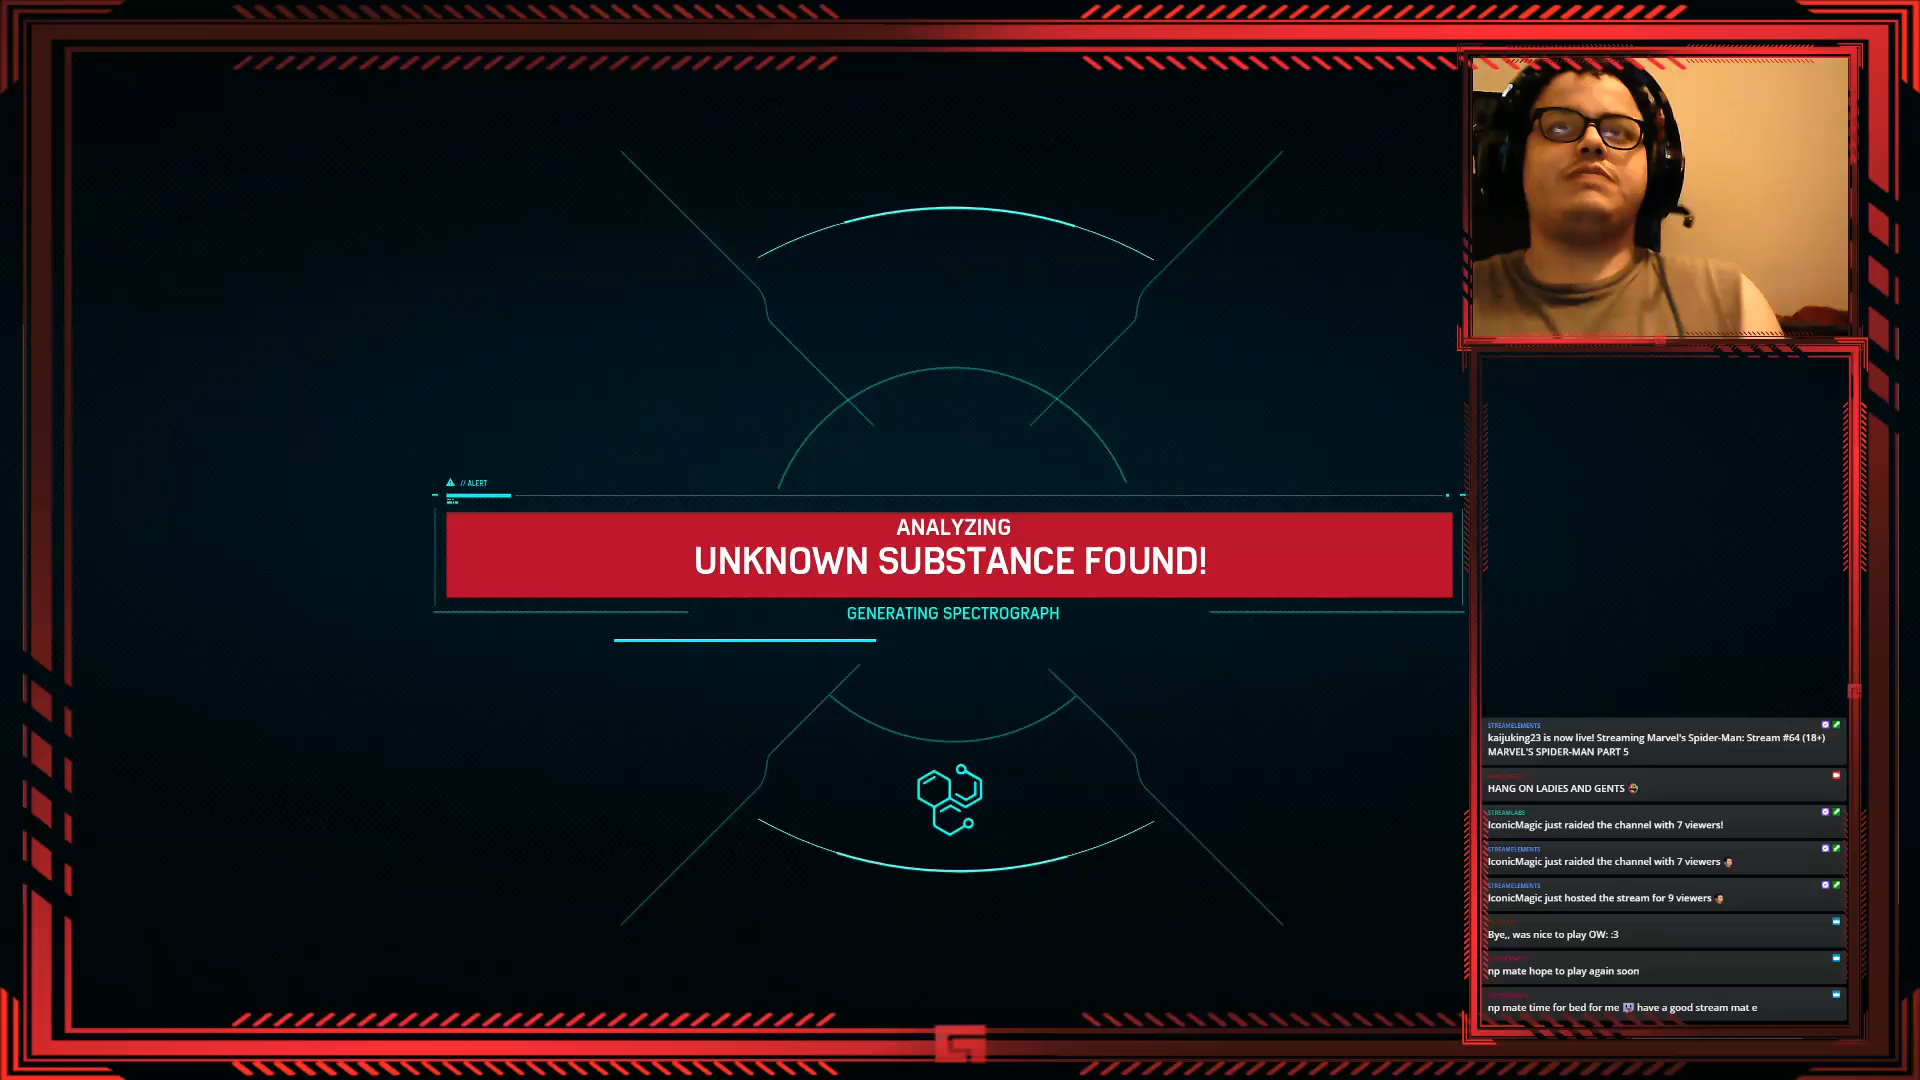 // ALERT
ANALYZING
UNKNOWN SUBSTANCE FOUND!
GENERATING SPECTROGRAPH
STREAMELEMENTS
kaijuking23 is now live! Streaming Marvel's Spider-Man: Stream #64 (18+)
MARVEL'S SPIDER-MAN PART 5
HANG ON LADIES AND GENTS
STREAMLABS
IconicMagic just raided the channel with 7 viewers!
STREAMELEMENTS
IconicMagic just raided the channel with 7 viewers
STREAMELEMENTS
IconicMagic just hosted the stream for 9 viewers
Bye,, was nice to play OW: :3
np mate hope to play again soon
np mate time for bed for me have a good stream mat e